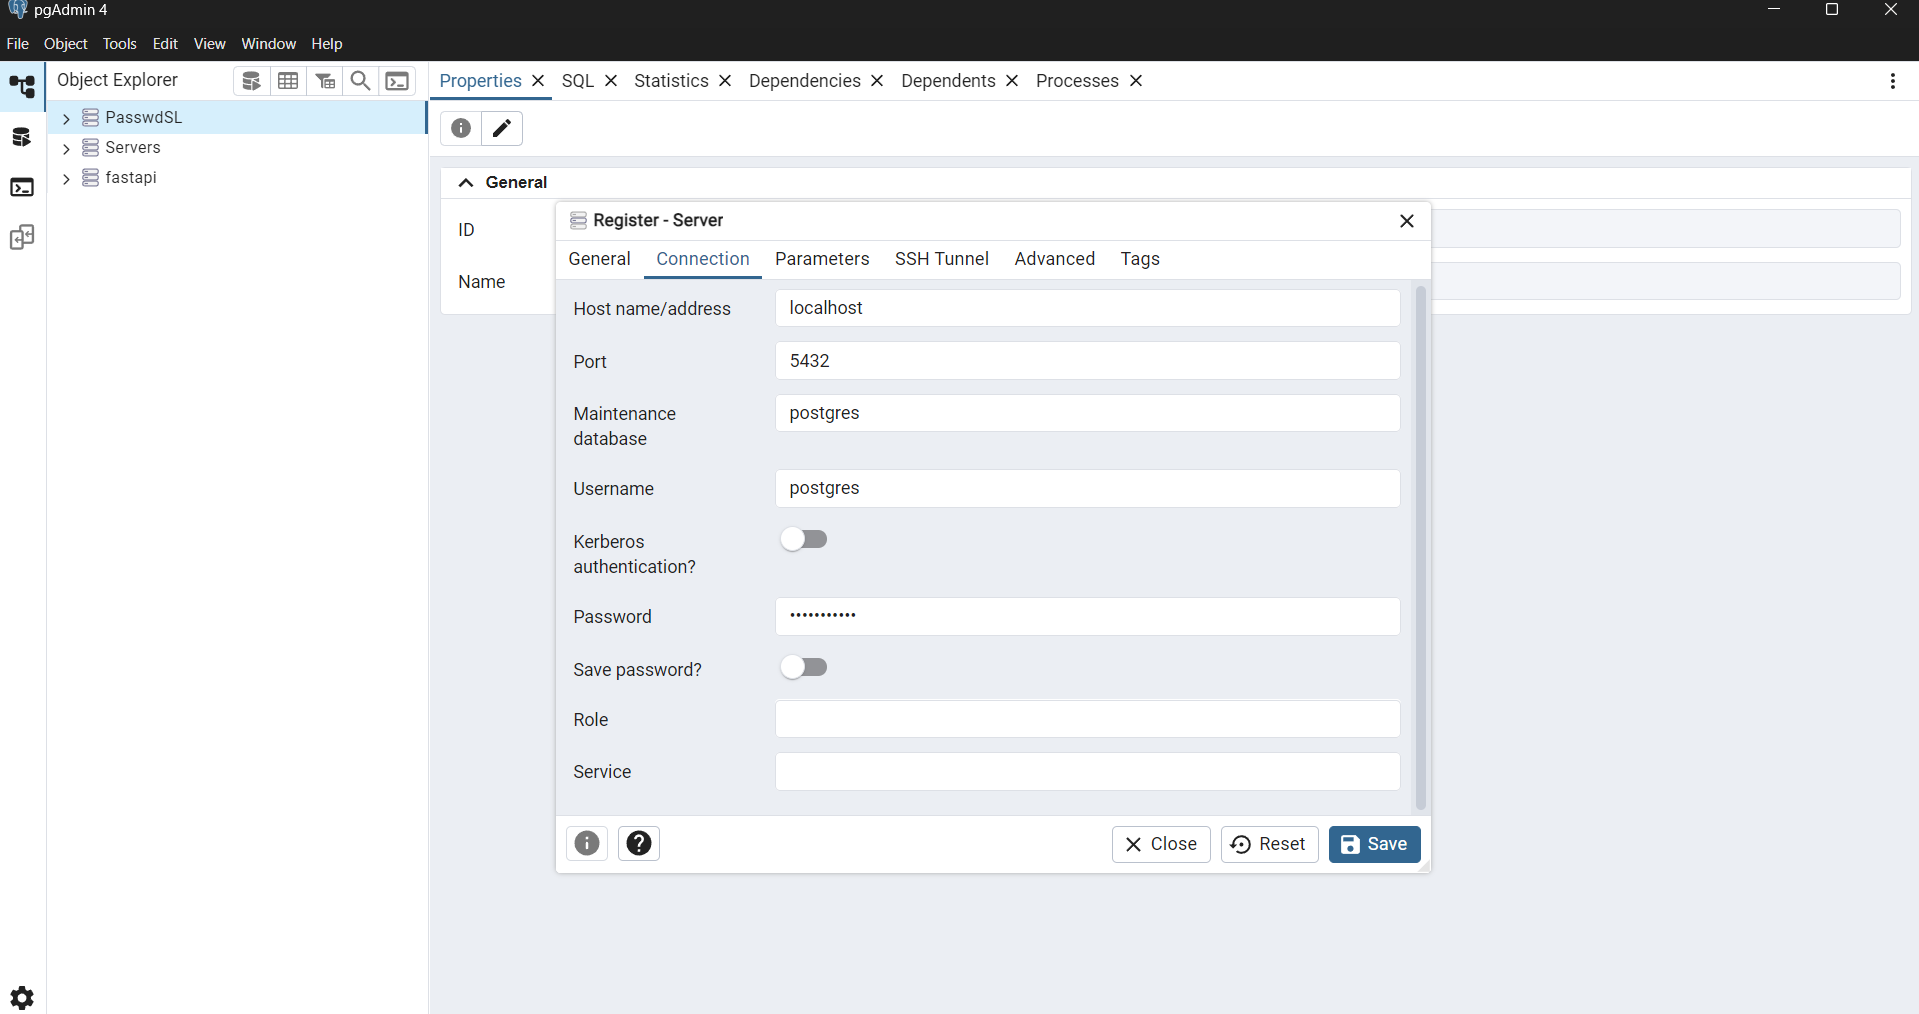 pgAdmin 4
File Object Tools Edit View Window Help
Object Explorer
Properties SQL Statistics Dependencies Dependents Processes
PasswdSL
Servers
fastapi
General
ID
Name
Register - Server
General Connection Parameters SSH Tunnel Advanced Tags
Host name/address localhost
Port 5432
Maintenance
database postgres
Username postgres
Kerberos
authentication?
Password •••••••••••
Save password?
Role
Service
Close Reset Save